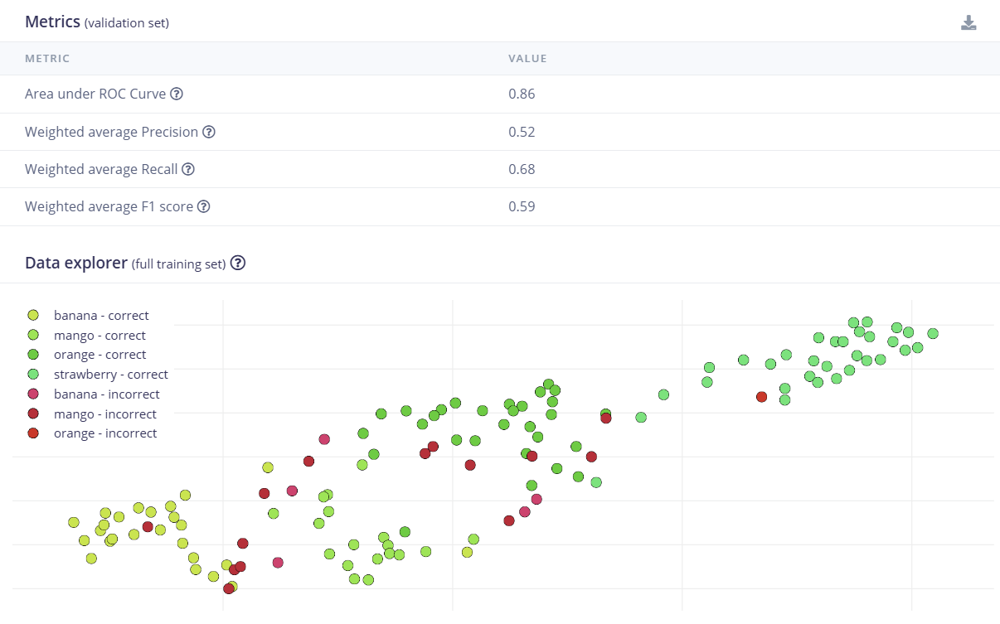 Metrics (validation set)
METRIC VALUE
Area under ROC Curve ? 0.86
Weighted average Precision ? 0.52
Weighted average Recall ? 0.68
Weighted average F1 score ? 0.59
Data explorer (full training set) ?
banana - correct
mango - correct
orange - correct
strawberry - correct
banana - incorrect
mango - incorrect
orange - incorrect